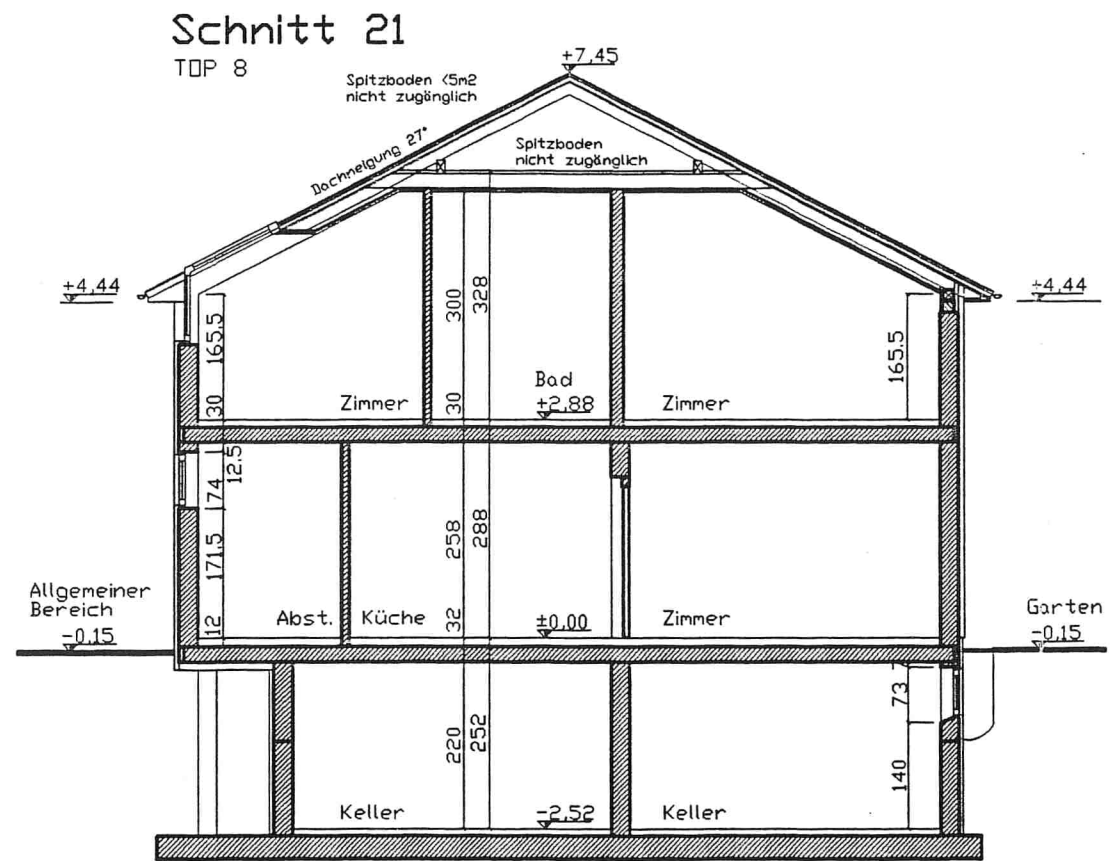 Schnitt 21
TOP 8
+7,45
Spitzboden <5m2
nicht zugänglich
Dachneigung 27°
Spitzboden
nicht zugänglich
+4,44
+4,44
300
328
165.5
165.5
Bad
Zimmer
30
30
+2,88
Zimmer
12.5
174
258
288
171.5
Allgemeiner
Bereich
-0,15
12
Abst.
Küche
32
±0,00
Zimmer
Garten
-0,15
73
220
252
140
Keller
-2,52
Keller